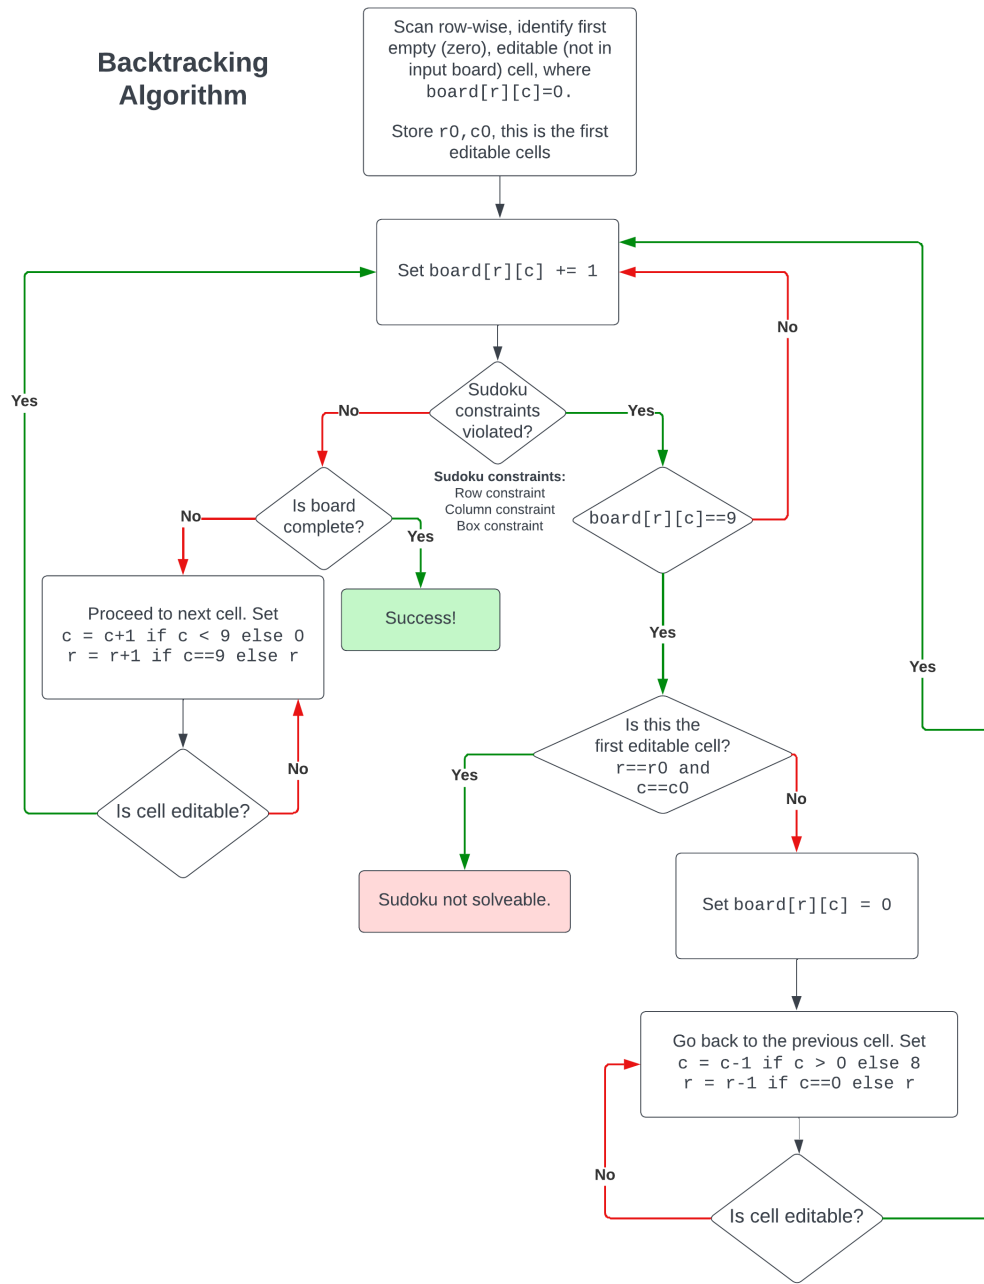 Backtracking
Algorithm
Scan row-wise, identify first
empty (zero), editable (not in
input board) cell, where
board[r][c]=0.
Store r0,c0, this is the first
editable cells
Set board[r][c] += 1
No
Yes
Sudoku
constraints
violated?
No
Yes
Sudoku constraints:
Row constraint
Column constraint
Box constraint
Is board
complete?
board[r][c]==9
No
Yes
Proceed to next cell. Set
c = c+1 if c < 9 else 0
r = r+1 if c==9 else r
Success!
Yes
Yes
Is this the
first editable cell?
r==r0 and
c==c0
No
Yes
No
Is cell editable?
Sudoku not solveable.
Set board[r][c] = 0
Go back to the previous cell. Set
c = c-1 if c > 0 else 8
r = r-1 if c==0 else r
No
Is cell editable?